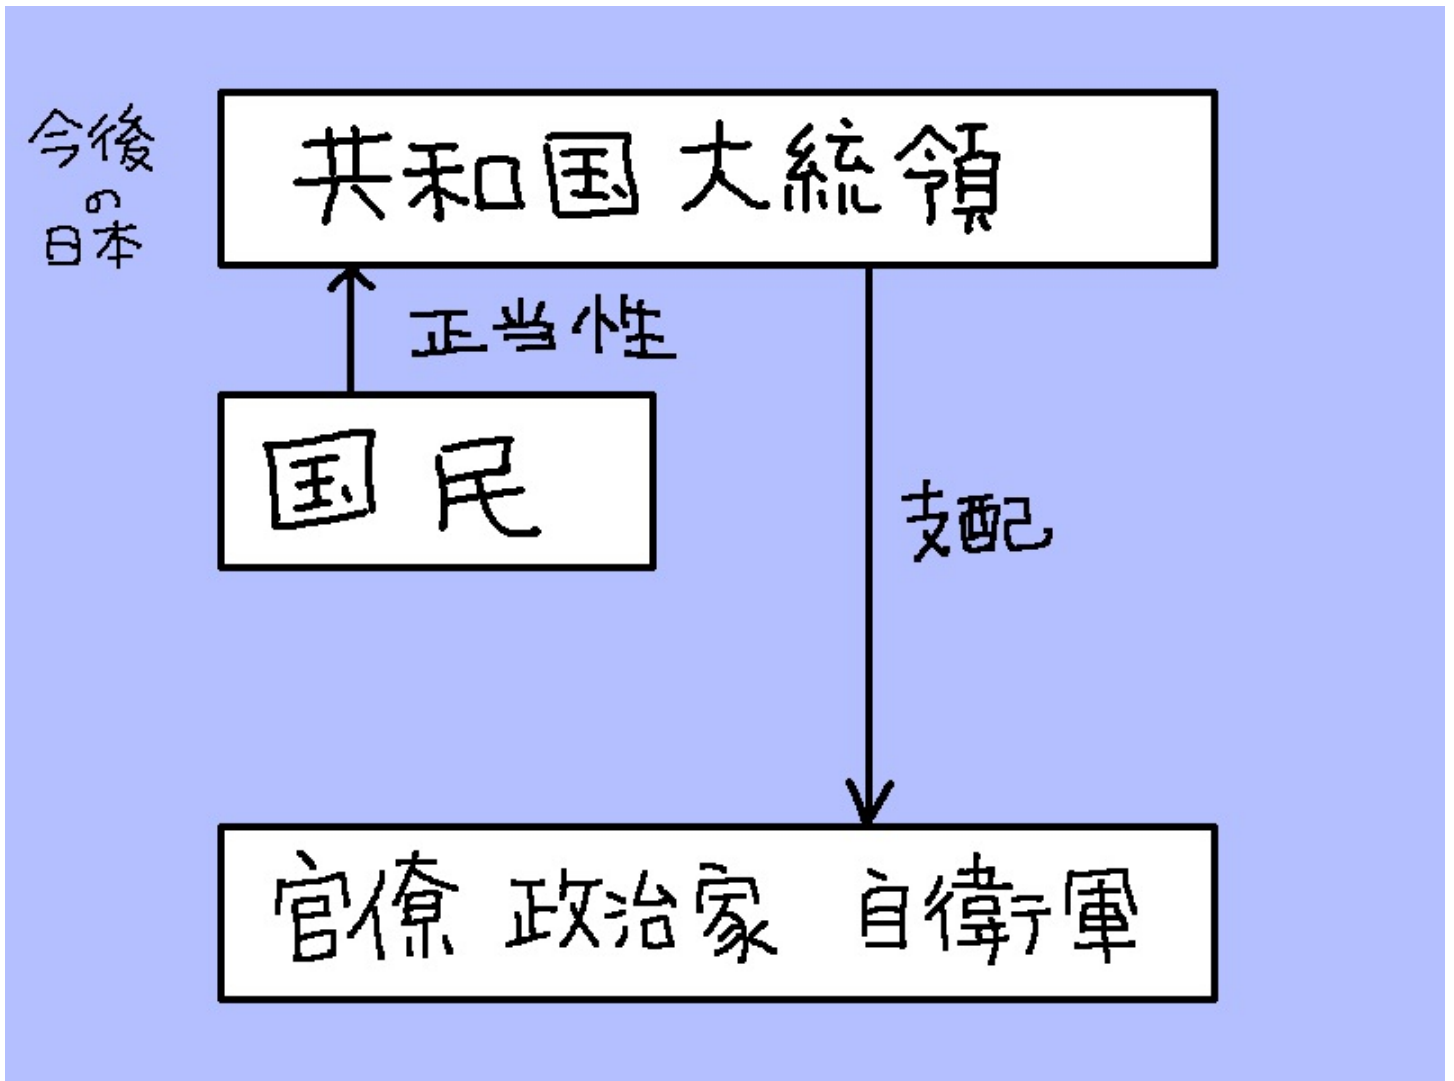 今後
の
日本
共和国大統領
正当性
国民
支配
官僚 政治家 自衛軍